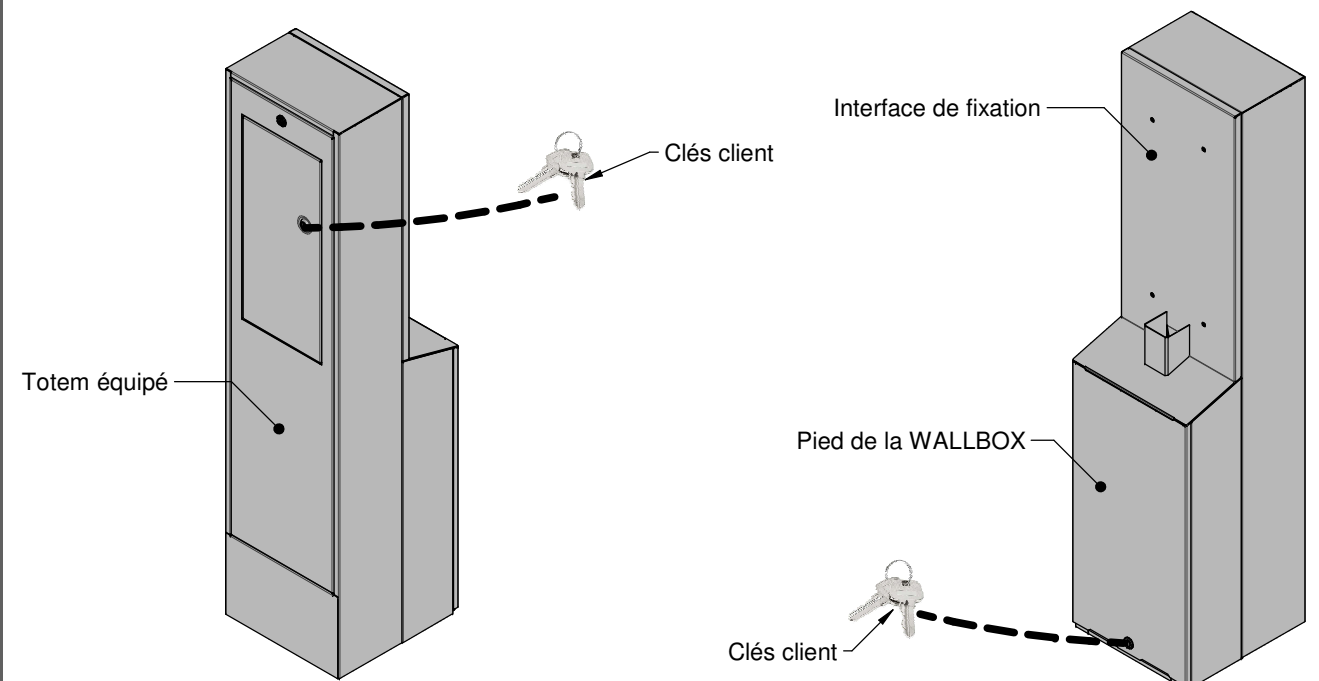 Interface de fixation
Clés client
Totem équipé
Pied de la WALLBOX
Clés client